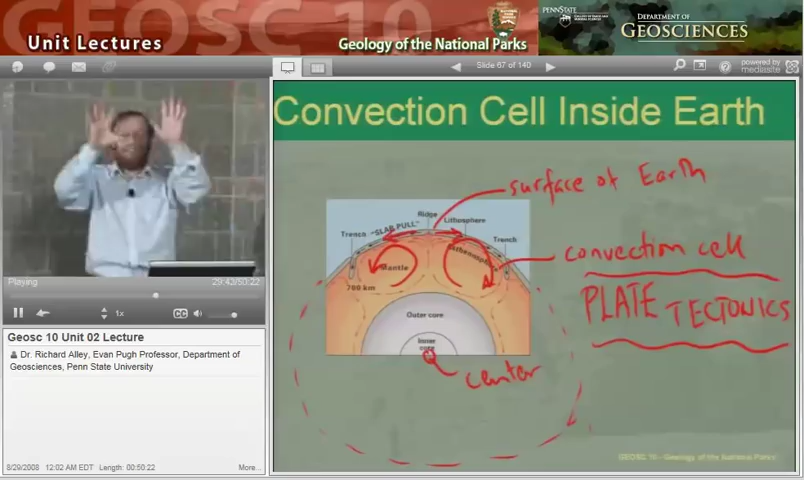 GEOSC 10
Unit Lectures
Geology of the National Parks
PENNSTATE
DEPARTMENT OF
GEOSCIENCES
Slide 67 of 140
powered by
mediasite
Convection Cell Inside Earth
surface of Earth
Ridge
Trench "SLAB PULL" Lithosphere
Trench
Asthenosphere
Mantle
700 km
convection cell
PLATE TECTONICS
Outer core
Inner
core
center
GEOSC 10 - Geology of the National Parks
Playing
29:43/50:22
1x
CC
Geosc 10 Unit 02 Lecture
Dr. Richard Alley, Evan Pugh Professor, Department of
Geosciences, Penn State University
8/29/2008 12:02 AM EDT Length: 00:50:22
More...